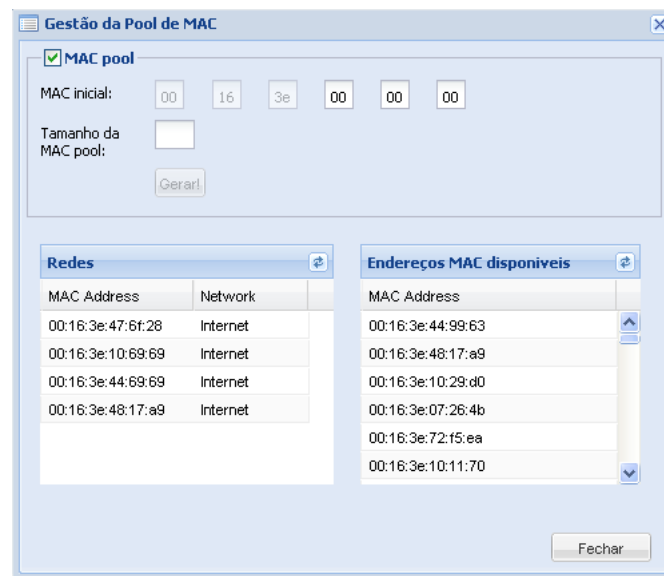 Gestão da Pool de MAC
MAC pool
MAC inicial: 00 16 3e 00 00 00
Tamanho da
MAC pool:
Gerar!
Redes
MAC Address Network
00:16:3e:47:6f:28 Internet
00:16:3e:10:69:69 Internet
00:16:3e:44:69:69 Internet
00:16:3e:48:17:a9 Internet
Endereços MAC disponiveis
MAC Address
00:16:3e:44:99:63
00:16:3e:48:17:a9
00:16:3e:10:29:d0
00:16:3e:07:26:4b
00:16:3e:72:f5:ea
00:16:3e:10:11:70
Fechar